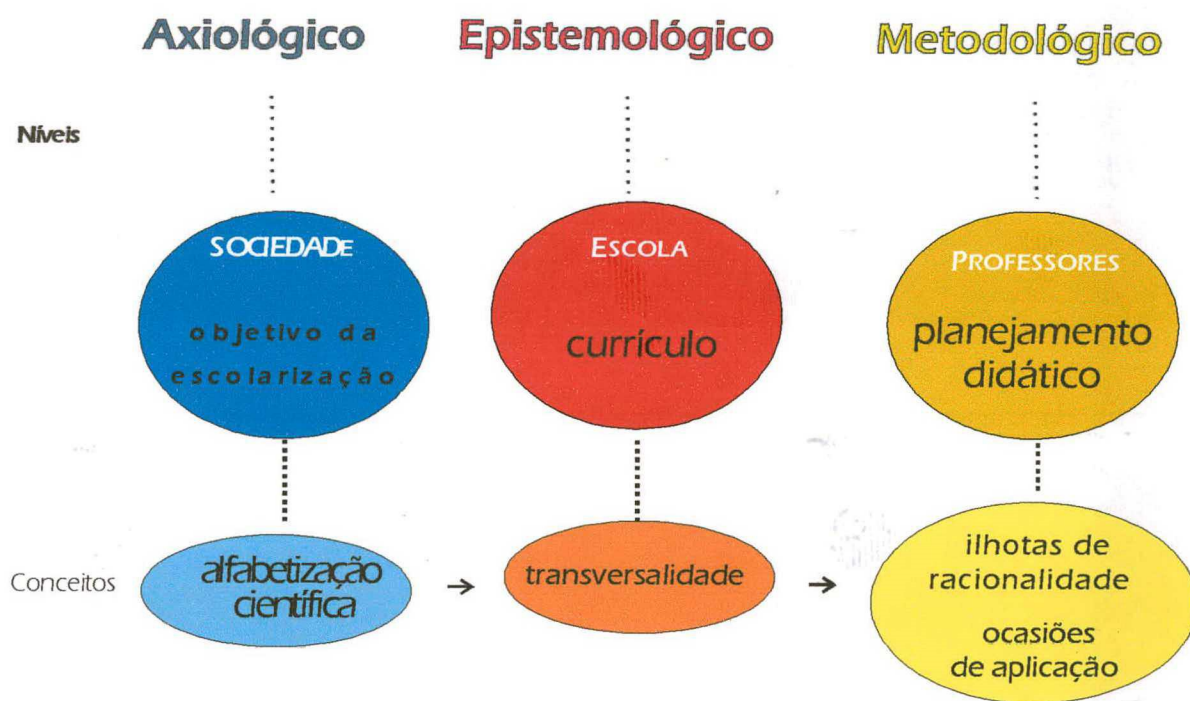 Axiológico Epistemológico Metodológico
Níveis
SOCIEDADE
objetivo da
escolarização
ESCOLA
currículo
PROFESSORES
planejamento
didático
Conceitos
alfabetização
científica
transversalidade
ilhotas de
racionalidade
ocasiões
de aplicação